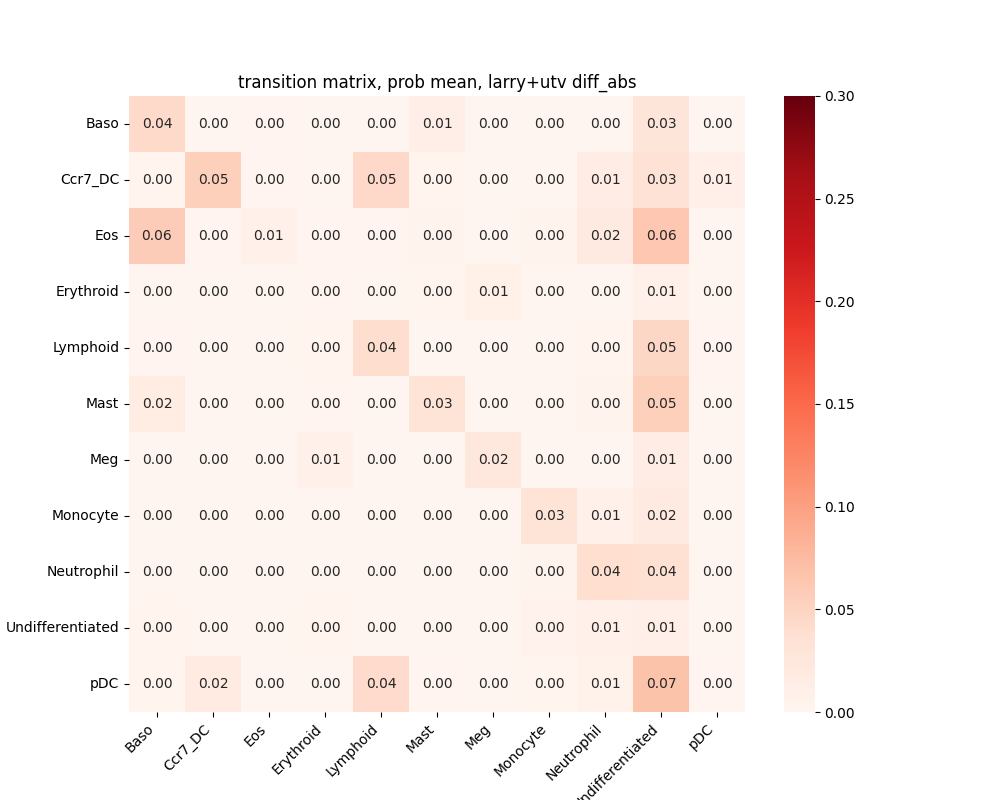 transition matrix, prob mean, larry+utv diff_abs
Baso 0.04 0.00 0.00 0.00 0.00 0.01 0.00 0.00 0.00 0.03 0.00
Ccr7_DC 0.00 0.05 0.00 0.00 0.05 0.00 0.00 0.00 0.01 0.03 0.01
Eos 0.06 0.00 0.01 0.00 0.00 0.00 0.00 0.00 0.02 0.06 0.00
Erythroid 0.00 0.00 0.00 0.00 0.00 0.00 0.01 0.00 0.00 0.01 0.00
Lymphoid 0.00 0.00 0.00 0.00 0.04 0.00 0.00 0.00 0.00 0.05 0.00
Mast 0.02 0.00 0.00 0.00 0.00 0.03 0.00 0.00 0.00 0.05 0.00
Meg 0.00 0.00 0.00 0.01 0.00 0.00 0.02 0.00 0.00 0.01 0.00
Monocyte 0.00 0.00 0.00 0.00 0.00 0.00 0.00 0.03 0.01 0.02 0.00
Neutrophil 0.00 0.00 0.00 0.00 0.00 0.00 0.00 0.00 0.04 0.04 0.00
Undifferentiated 0.00 0.00 0.00 0.00 0.00 0.00 0.00 0.00 0.01 0.01 0.00
pDC 0.00 0.02 0.00 0.00 0.04 0.00 0.00 0.00 0.01 0.07 0.00
Baso Ccr7_DC Eos Erythroid Lymphoid Mast Meg Monocyte Neutrophil ndifferentiated pDC
0.30
0.25
0.20
0.15
0.10
0.05
0.00